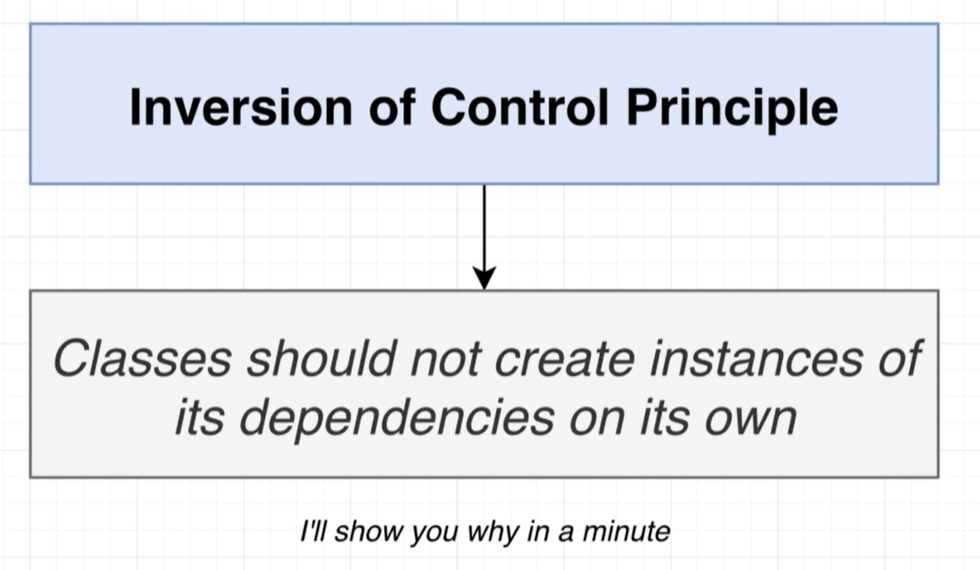 Inversion of Control Principle
Classes should not create instances of
its dependencies on its own
I'll show you why in a minute